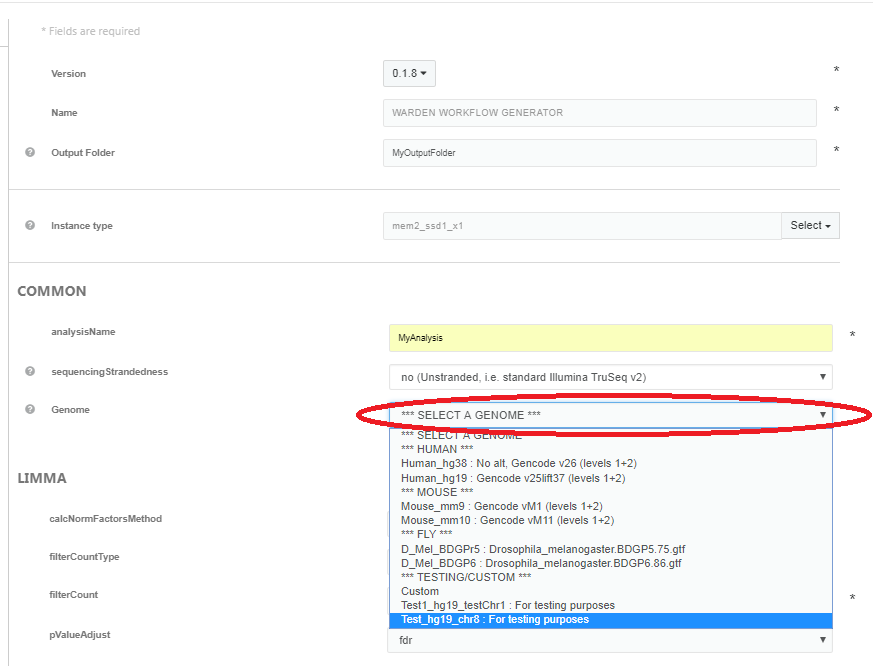 * Fields are required
Version 0.1.8 *
Name WARDEN WORKFLOW GENERATOR *
Output Folder MyOutputFolder *
Instance type mem2_ssd1_x1 Select
COMMON
analysisName MyAnalysis *
sequencingStrandedness no (Unstranded, i.e. standard Illumina TruSeq v2)
Genome *** SELECT A GENOME ***
*** SELECT A GENOME
*** HUMAN ***
Human_hg38 : No alt, Gencode v26 (levels 1+2)
Human_hg19 : Gencode v25lift37 (levels 1+2)
*** MOUSE ***
Mouse_mm9 : Gencode vM1 (levels 1+2)
Mouse_mm10 : Gencode vM11 (levels 1+2)
*** FLY ***
D_Mel_BDGPr5 : Drosophila_melanogaster.BDGP5.75.gtf
D_Mel_BDGP6 : Drosophila_melanogaster.BDGP6.86.gtf
*** TESTING/CUSTOM ***
Custom
Test1_hg19_testChr1 : For testing purposes
Test_hg19_chr8 : For testing purposes
LIMMA
calcNormFactorsMethod
filterCountType
filterCount *
pValueAdjust fdr